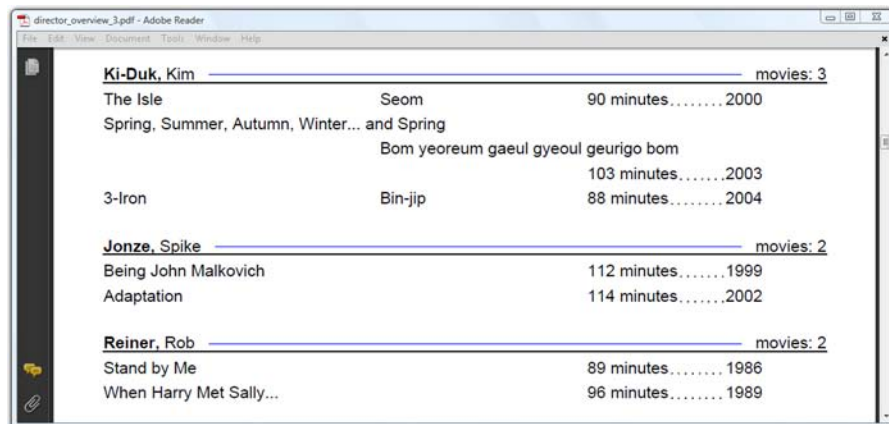 director_overview_3.pdf - Adobe Reader
File Edit View Document Tools Window Help
Ki-Duk, Kim movies: 3
The Isle Seom 90 minutes........2000
Spring, Summer, Autumn, Winter... and Spring
Bom yeoreum gaeul gyeoul geurigo bom
103 minutes.......2003
3-Iron Bin-jip 88 minutes........2004
Jonze, Spike movies: 2
Being John Malkovich 112 minutes.......1999
Adaptation 114 minutes.......2002
Reiner, Rob movies: 2
Stand by Me 89 minutes........1986
When Harry Met Sally... 96 minutes........1989